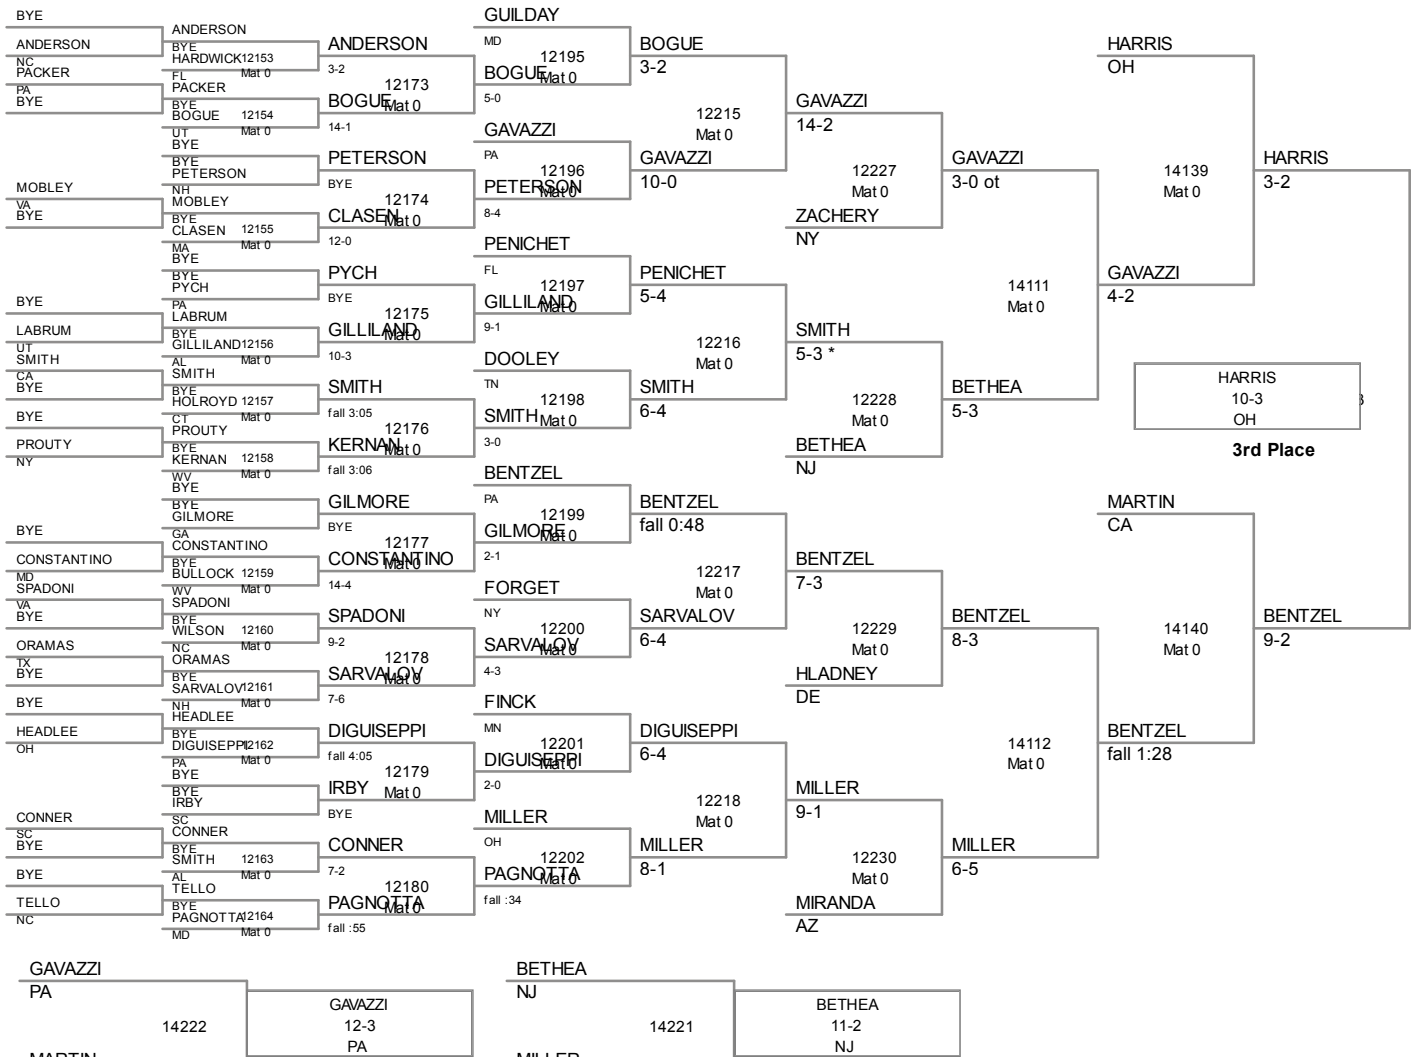 BYE
ANDERSON
NC
PACKER
PA
BYE
MOBLEY
VA
BYE
BYE
LABRUM
UT
SMITH
CA
BYE
BYE
PROUTY
NY
BYE
CONSTANTINO
MD
SPADONI
VA
BYE
ORAMAS
TX
BYE
BYE
HEADLEE
OH
CONNER
SC
BYE
BYE
TELLO
NC
ANDERSON
BYE
HARDWICK 12153
FL Mat 0
PACKER
BYE
BOGUE 12154
UT Mat 0
BYE
BYE
PETERSON
NH
MOBLEY
BYE
CLASEN 12155
MA Mat 0
BYE
BYE
PYCH
PA
LABRUM
BYE
GILLILAND 12156
AL Mat 0
SMITH
BYE
HOLROYD 12157
CT Mat 0
PROUTY
BYE
KERNAN 12158
WV Mat 0
BYE
BYE
GILMORE
GA
CONSTANTINO
BYE
BULLOCK 12159
WV Mat 0
SPADONI
BYE
WILSON 12160
NC Mat 0
ORAMAS
BYE
SARVALOV 12161
NH Mat 0
HEADLEE
BYE
DIGUISEPPI 12162
PA Mat 0
BYE
BYE
IRBY
SC
CONNER
BYE
SMITH 12163
AL Mat 0
TELLO
BYE
PAGNOTTA 12164
MD Mat 0
ANDERSON
3-2
12173
BOGUE Mat 0
14-1
PETERSON
BYE
12174
CLASEN Mat 0
12-0
PYCH
BYE
12175
GILLILAND Mat 0
10-3
SMITH
fall 3:05
12176
KERNAN Mat 0
fall 3:06
GILMORE
BYE
12177
CONSTANTINO Mat 0
14-4
SPADONI
9-2
12178
SARVALOV Mat 0
7-6
DIGUISEPPI
fall 4:05
12179
IRBY Mat 0
BYE
CONNER
7-2
12180
PAGNOTTA Mat 0
fall :55
GUILDAY
MD
12195
BOGUE Mat 0
5-0
GAVAZZI
PA
12196
PETERSON Mat 0
8-4
PENICHET
FL
12197
GILLILAND Mat 0
9-1
DOOLEY
TN
12198
SMITH Mat 0
3-0
BENTZEL
PA
12199
GILMORE Mat 0
2-1
FORGET
NY
12200
SARVALOV Mat 0
4-3
FINCK
MN
12201
DIGUISEPPI Mat 0
2-0
MILLER
OH
12202
PAGNOTTA Mat 0
fall :34
BOGUE
3-2
12215
Mat 0
GAVAZZI
10-0
PENICHET
5-4
12216
Mat 0
SMITH
6-4
BENTZEL
fall 0:48
12217
Mat 0
SARVALOV
6-4
DIGUISEPPI
6-4
12218
Mat 0
MILLER
8-1
GAVAZZI
14-2
12227
Mat 0
ZACHERY
NY
SMITH
5-3 *
12228
Mat 0
BETHEA
NJ
BENTZEL
7-3
12229
Mat 0
HLADNEY
DE
MILLER
9-1
12230
Mat 0
MIRANDA
AZ
GAVAZZI
3-0 ot
14111
Mat 0
BETHEA
5-3
BENTZEL
8-3
14112
Mat 0
MILLER
6-5
HARRIS
OH
14139
Mat 0
GAVAZZI
4-2
MARTIN
CA
14140
Mat 0
BENTZEL
fall 1:28
HARRIS
3-2
BENTZEL
9-2
HARRIS
10-3
OH
3rd Place
GAVAZZI
PA
14222
MARTIN
GAVAZZI
12-3
PA
BETHEA
NJ
14221
MILLER
BETHEA
11-2
NJ